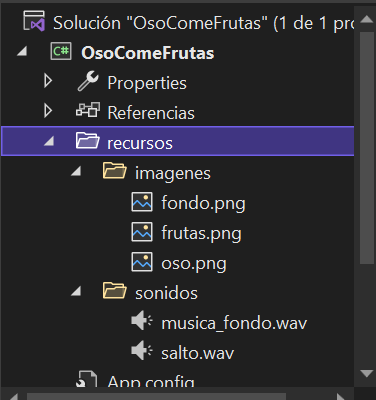 Solución "OsoComeFrutas" (1 de 1 pro
C# OsoComeFrutas
Properties
Referencias
recursos
imagenes
fondo.png
frutas.png
oso.png
sonidos
musica_fondo.wav
salto.wav
App.config